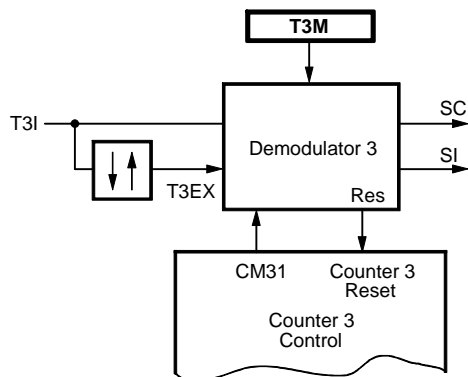 T3M
SC
T3I
Demodulator 3
SI
T3EX
Res
CM31
Counter 3
Reset
Counter 3
Control